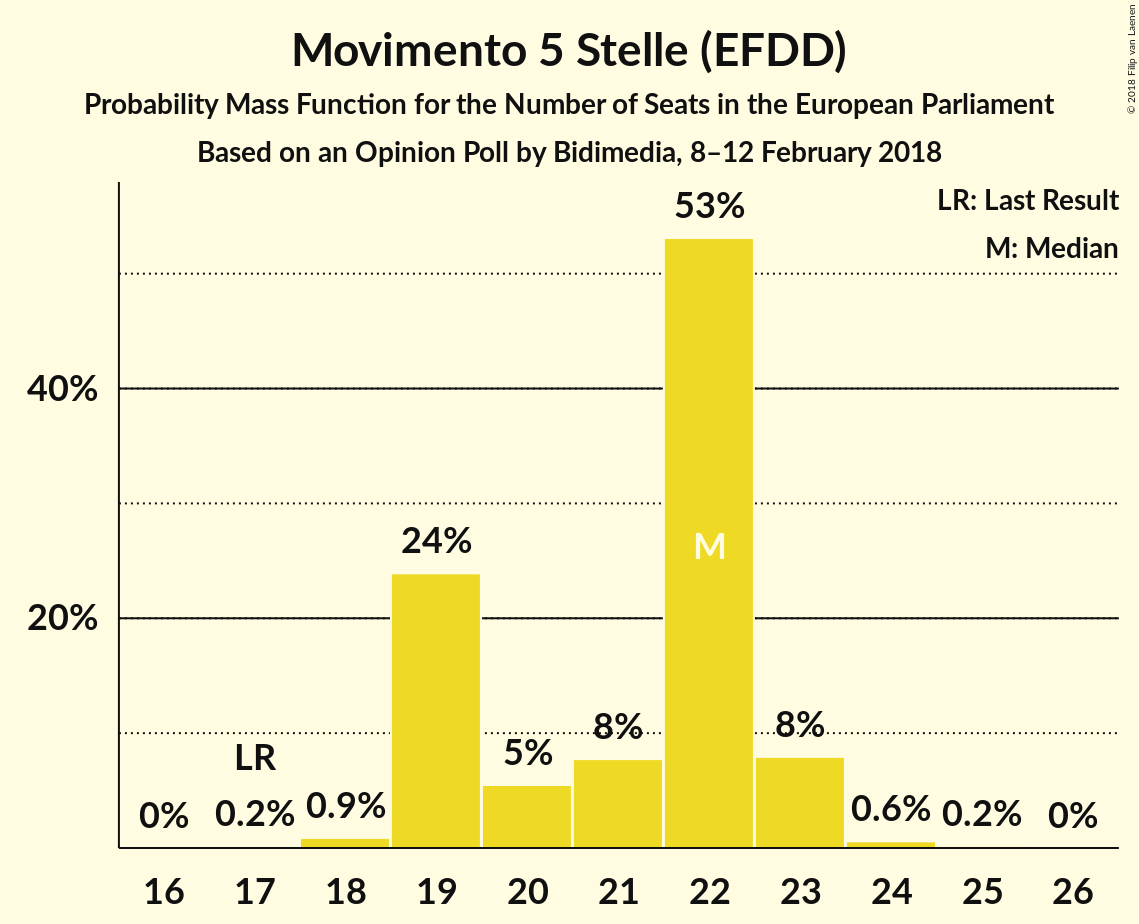 Movimento 5 Stelle (EFDD)
Probability Mass Function for the Number of Seats in the European Parliament
Based on an Opinion Poll by Bidimedia, 8–12 February 2018
© 2018 Filip van Laenen
LR: Last Result
M: Median
53%
40%
24%
M
20%
LR
0%
0.2%
0.9%
5%
8%
8%
0.6%
0.2%
0%
16 17 18 19 20 21 22 23 24 25 26